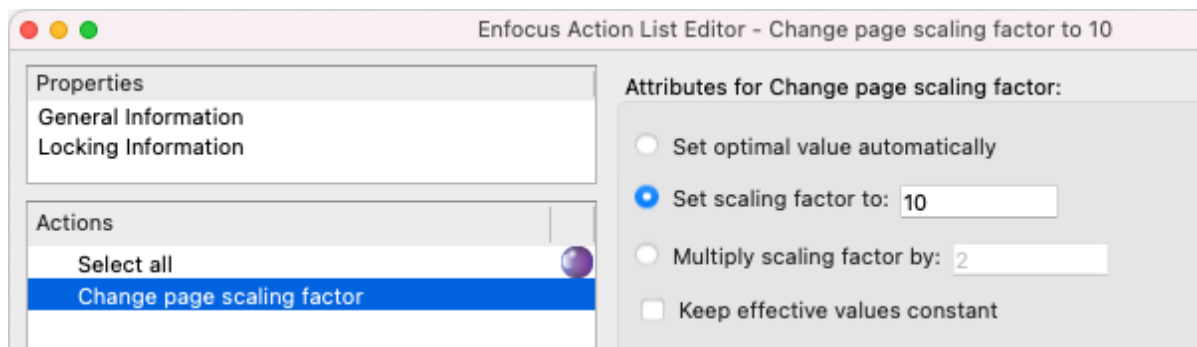 Enfocus Action List Editor - Change page scaling factor to 10
Properties
General Information
Locking Information
Actions
Select all
Change page scaling factor
Attributes for Change page scaling factor:
Set optimal value automatically
Set scaling factor to: 10
Multiply scaling factor by: 2
Keep effective values constant